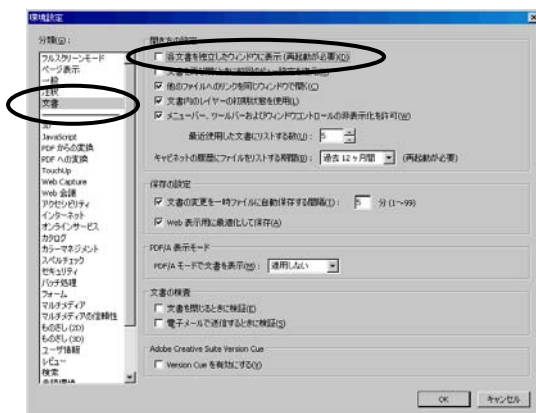 環境設定
分類(G):
フルスクリーンモード
ページ表示
一般
注釈
文書
3D
JavaScript
PDF からの変換
PDF への変換
TouchUp
Web Capture
Web 会議
アクセシビリティ
インターネット
オンラインサービス
カタログ
カラーマネジメント
スペルチェック
セキュリティ
バッチ処理
フォーム
マルチメディア
マルチメディアの信頼性
ものさし (2D)
ものさし (3D)
ユーザ情報
レビュー
検索
開き方の設定
各文書を独立したウィンドウに表示 (再起動が必要)(D)
他のファイルへのリンクを同じウィンドウで開く(C)
文書内のレイヤーの初期状態を使用(L)
メニューバー、ツールバーおよびウィンドウコントロールの非表示化を許可(W)
最近使用した文書にリストする数(U): 5
キャビネットの履歴にファイルをリストする期間(E): 過去 12 ヶ月間 (再起動が必要)
保存の設定
文書の変更を一時ファイルに自動保存する間隔(T): 5 分 (1~99)
Web 表示用に最適化して保存(A)
PDF/A 表示モード
PDF/A モードで文書を表示(M): 適用しない
文書の検査
文書を閉じるときに検証(E)
電子メールで送信するときに検証(S)
Adobe Creative Suite Version Cue
Version Cue を有効にする(Y)
OK キャンセル